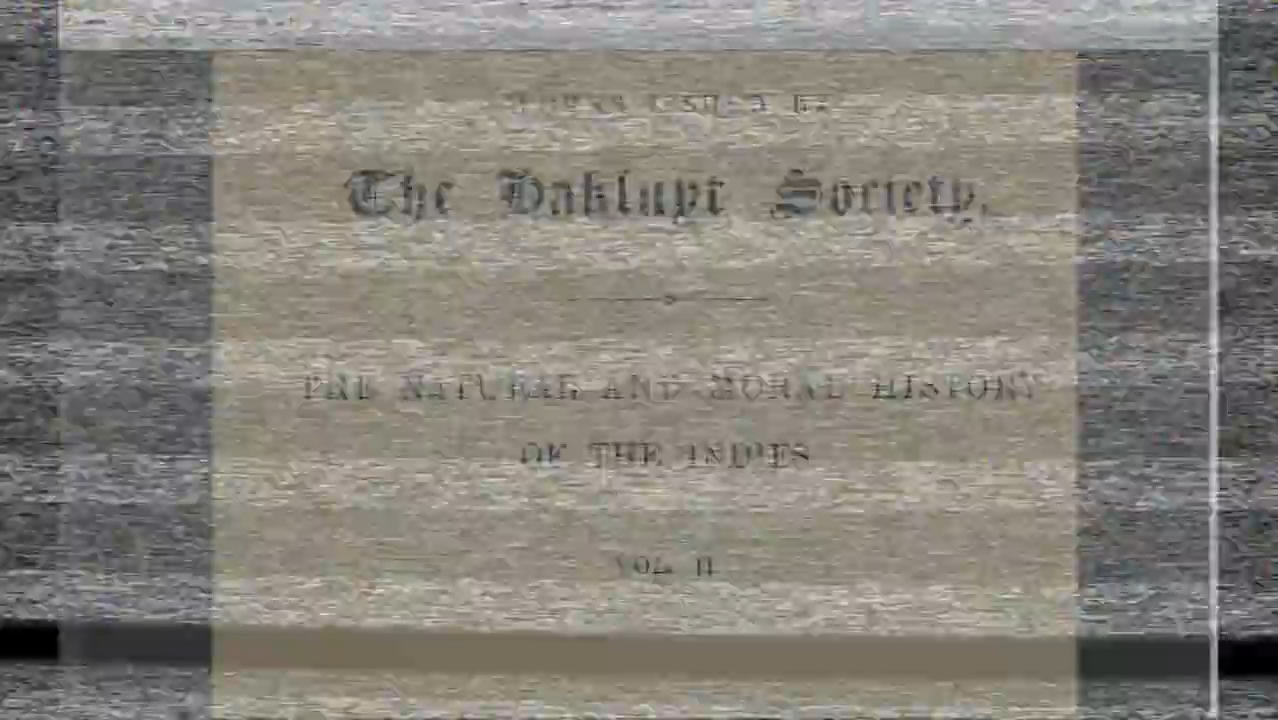 The Hakluyt Society.
THE NATURAL AND MORAL HISTORY
OF THE INDIES
VOL II